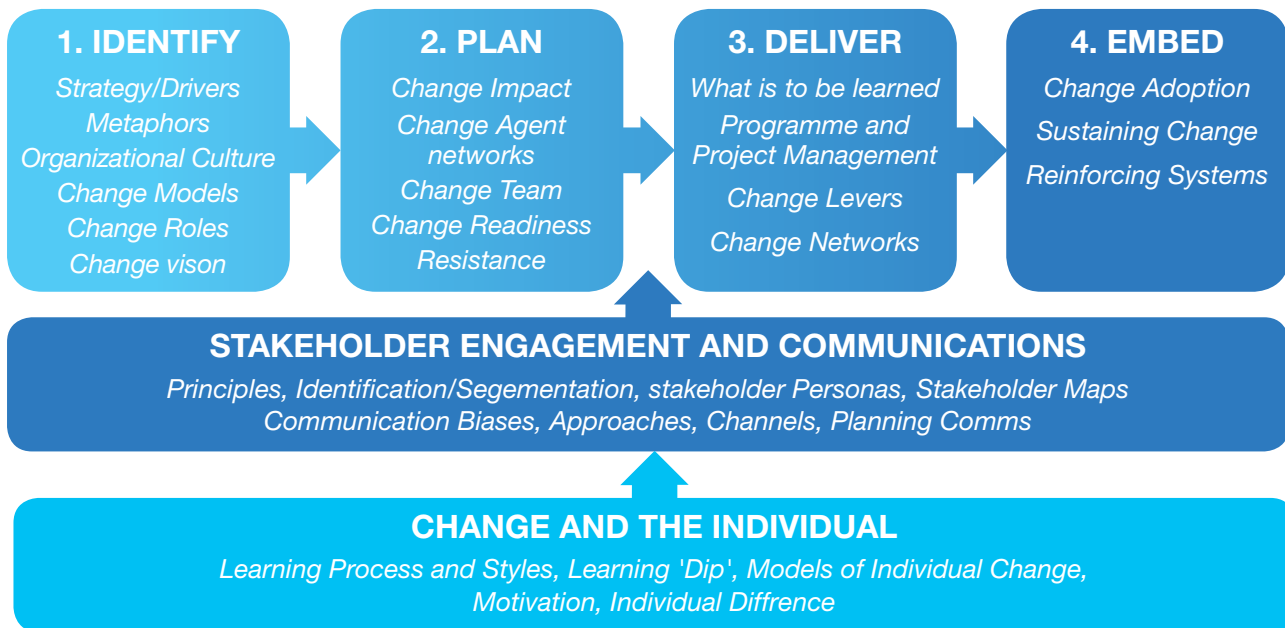 1. IDENTIFY
Strategy/Drivers
Metaphors
Organizational Culture
Change Models
Change Roles
Change vison
2. PLAN
Change Impact
Change Agent
networks
Change Team
Change Readiness
Resistance
3. DELIVER
What is to be learned
Programme and
Project Management
Change Levers
Change Networks
4. EMBED
Change Adoption
Sustaining Change
Reinforcing Systems
STAKEHOLDER ENGAGEMENT AND COMMUNICATIONS
Principles, Identification/Segementation, stakeholder Personas, Stakeholder Maps
Communication Biases, Approaches, Channels, Planning Comms
CHANGE AND THE INDIVIDUAL
Learning Process and Styles, Learning 'Dip', Models of Individual Change,
Motivation, Individual Diffrence